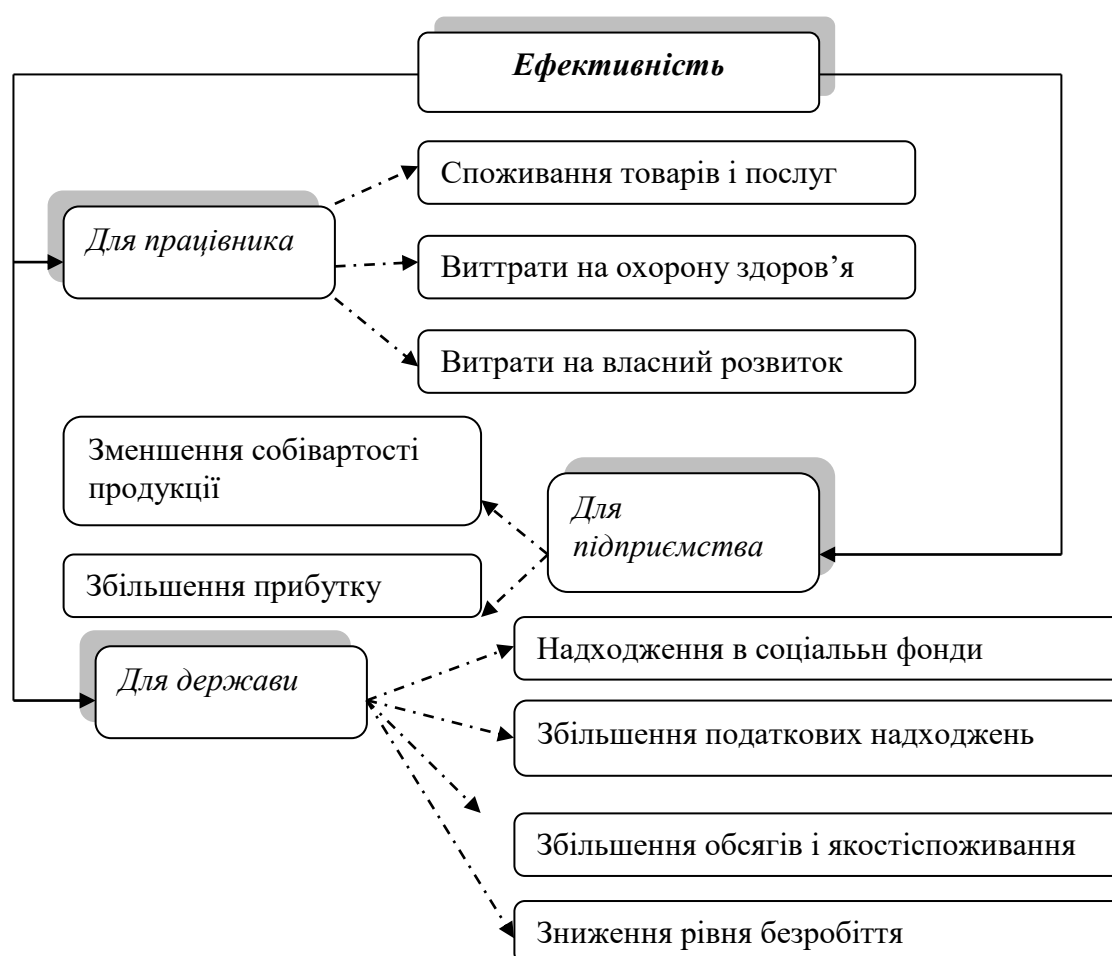 Ефективність
Споживання товарів і послуг
Для працівника
Виттрати на охорону здоров’я
Витрати на власний розвиток
Зменшення собівартості
продукції
Для
підприємства
Збільшення прибутку
Надходження в соціалььн фонди
Для держави
Збільшення податкових надходжень
Збільшення обсягів і якостіспоживання
Зниження рівня безробіття